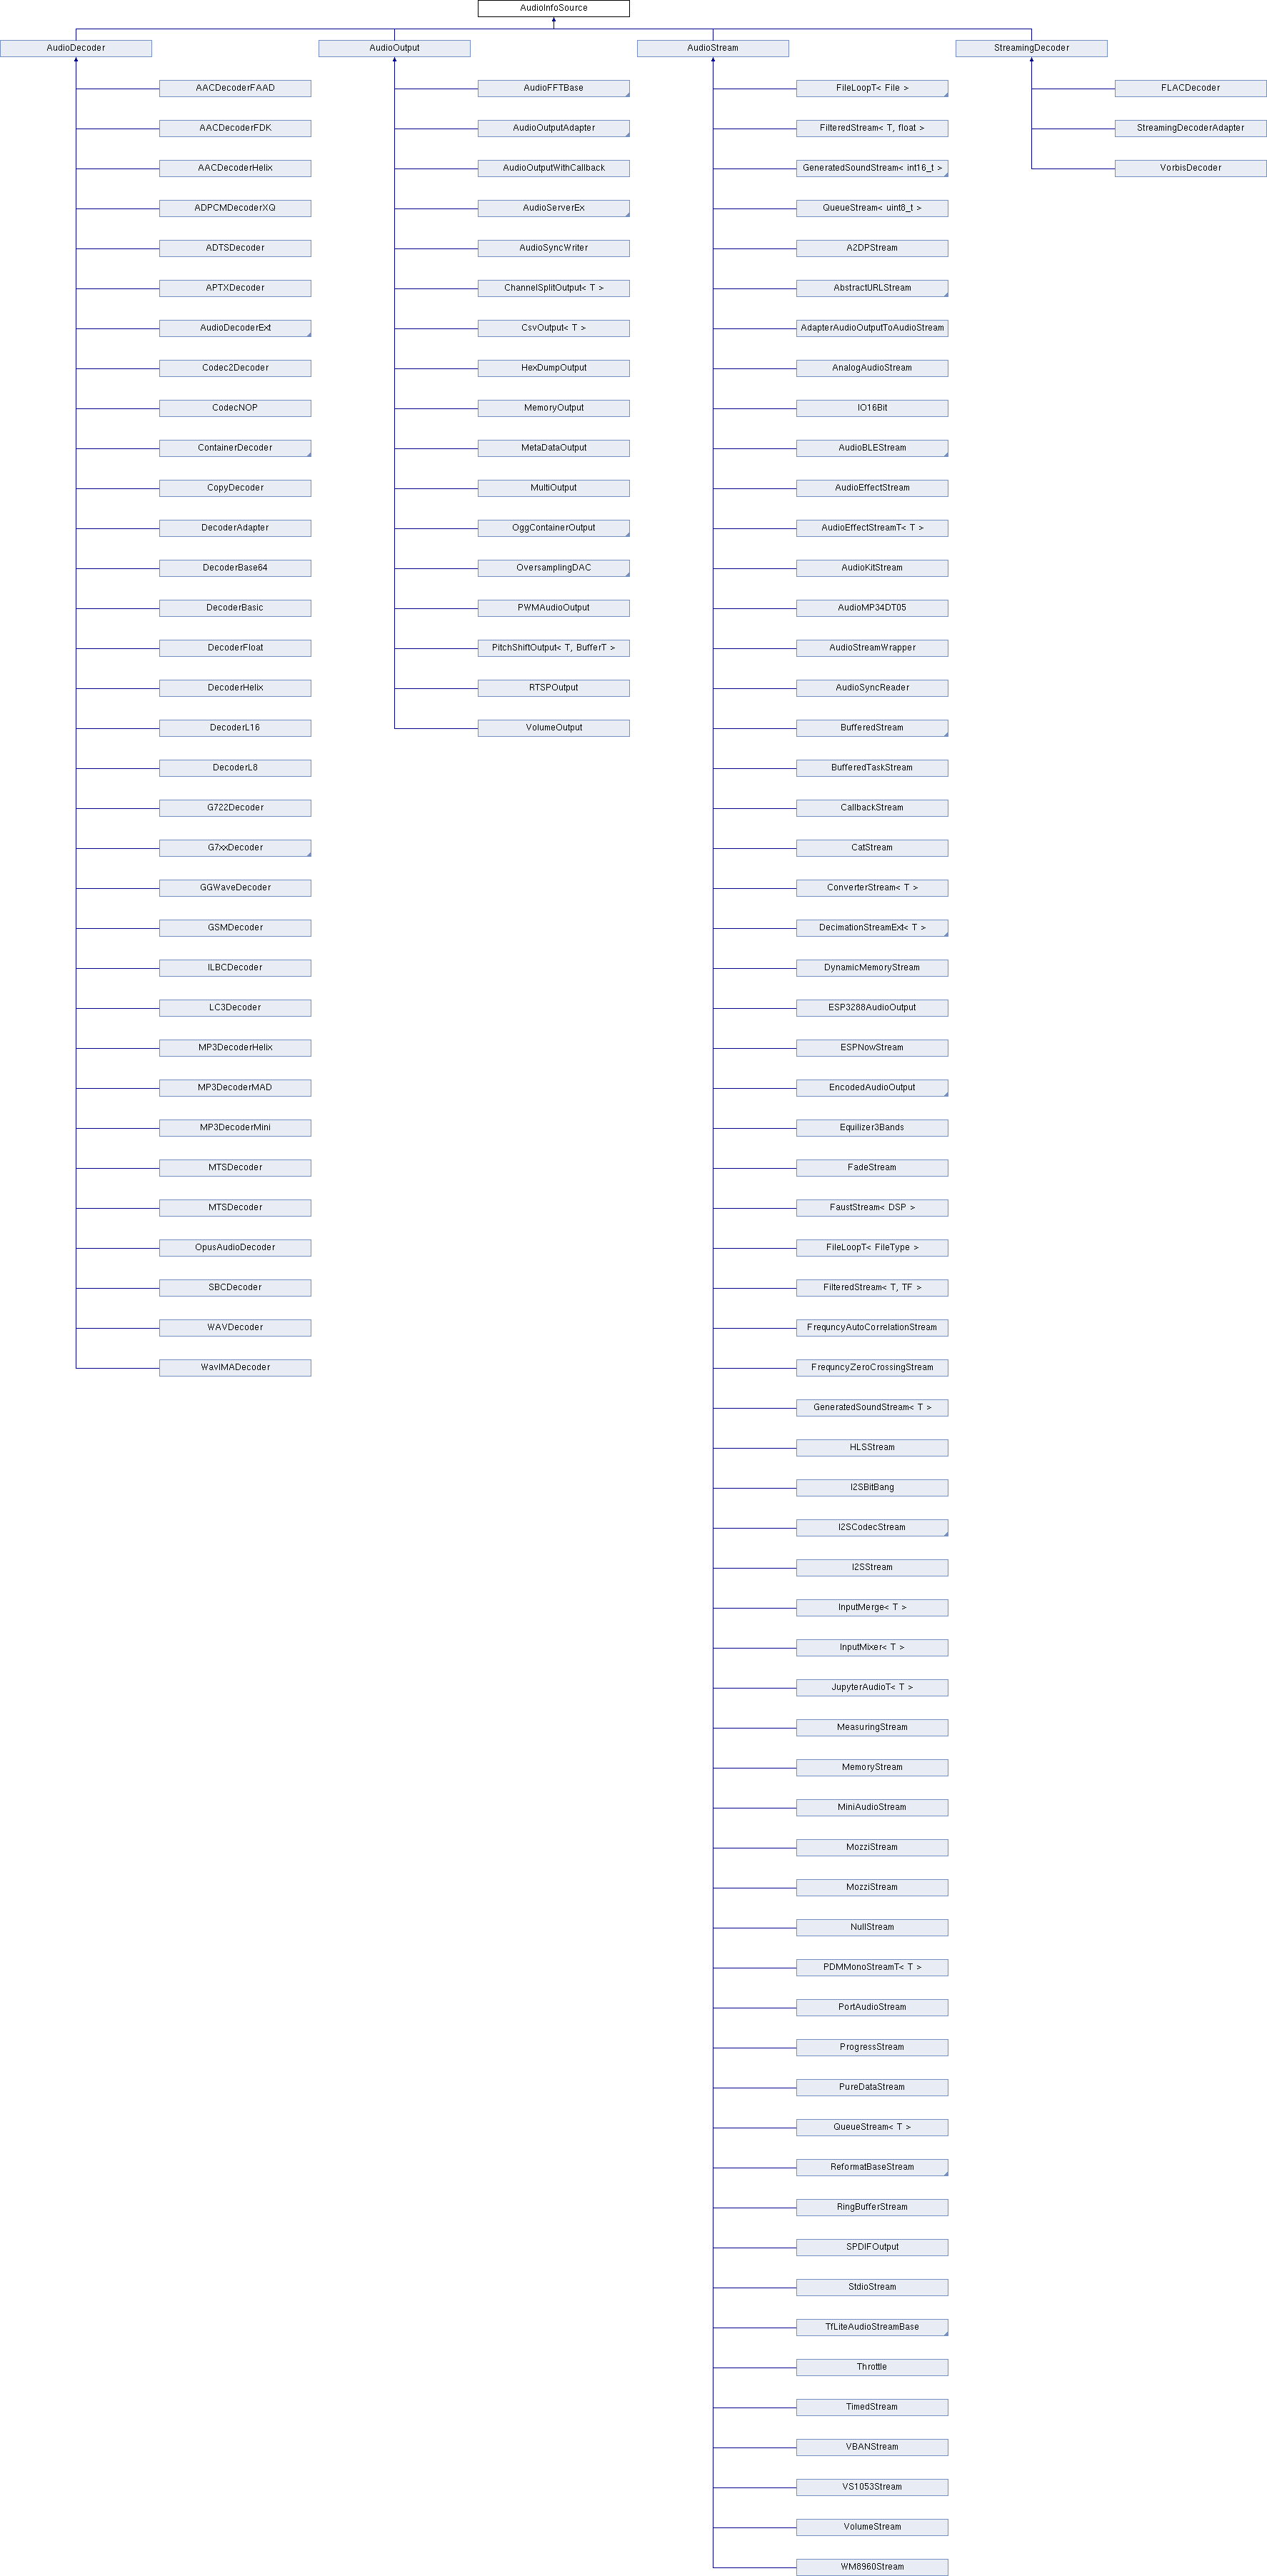 AudioInfoSource
AudioDecoder
AudioOutput
AudioStream
StreamingDecoder
AACDecoderFAAD
AudioFFTBase
FileLoopT< File >
FLACDecoder
AACDecoderFDK
AudioOutputAdapter
FilteredStream< T, float >
StreamingDecoderAdapter
AACDecoderHelix
AudioOutputWithCallback
GeneratedSoundStream< int16_t >
VorbisDecoder
ADPCMDecoderXQ
AudioServerEx
QueueStream< uint8_t >
ADTSDecoder
AudioSyncWriter
A2DPStream
APTXDecoder
ChannelSplitOutput< T >
AbstractURLStream
AudioDecoderExt
CsvOutput< T >
AdapterAudioOutputToAudioStream
Codec2Decoder
HexDumpOutput
AnalogAudioStream
CodecNOP
MemoryOutput
IO16Bit
ContainerDecoder
MetaDataOutput
AudioBLEStream
CopyDecoder
MultiOutput
AudioEffectStream
DecoderAdapter
OggContainerOutput
AudioEffectStreamT< T >
DecoderBase64
OversamplingDAC
AudioKitStream
DecoderBasic
PWMAudioOutput
AudioMP34DT05
DecoderFloat
PitchShiftOutput< T, BufferT >
AudioStreamWrapper
DecoderHelix
RTSPOutput
AudioSyncReader
DecoderL16
VolumeOutput
BufferedStream
DecoderL8
BufferedTaskStream
G722Decoder
CallbackStream
G7xxDecoder
CatStream
GGWaveDecoder
ConverterStream< T >
GSMDecoder
DecimationStreamExt< T >
ILBCDecoder
DynamicMemoryStream
LC3Decoder
ESP3288AudioOutput
MP3DecoderHelix
ESPNowStream
MP3DecoderMAD
EncodedAudioOutput
MP3DecoderMini
Equilizer3Bands
MTSDecoder
FadeStream
MTSDecoder
FaustStream< DSP >
OpusAudioDecoder
FileLoopT< FileType >
SBCDecoder
FilteredStream< T, TF >
WAVDecoder
FrequncyAutoCorrelationStream
WavIMADecoder
FrequncyZeroCrossingStream
GeneratedSoundStream< T >
HLSStream
I2SBitBang
I2SCodecStream
I2SStream
InputMerge< T >
InputMixer< T >
JupyterAudioT< T >
MeasuringStream
MemoryStream
MiniAudioStream
MozziStream
MozziStream
NullStream
PDMMonoStreamT< T >
PortAudioStream
ProgressStream
PureDataStream
QueueStream< T >
ReformatBaseStream
RingBufferStream
SPDIFOutput
StdioStream
TfLiteAudioStreamBase
Throttle
TimedStream
VBANStream
VS1053Stream
VolumeStream
WM8960Stream